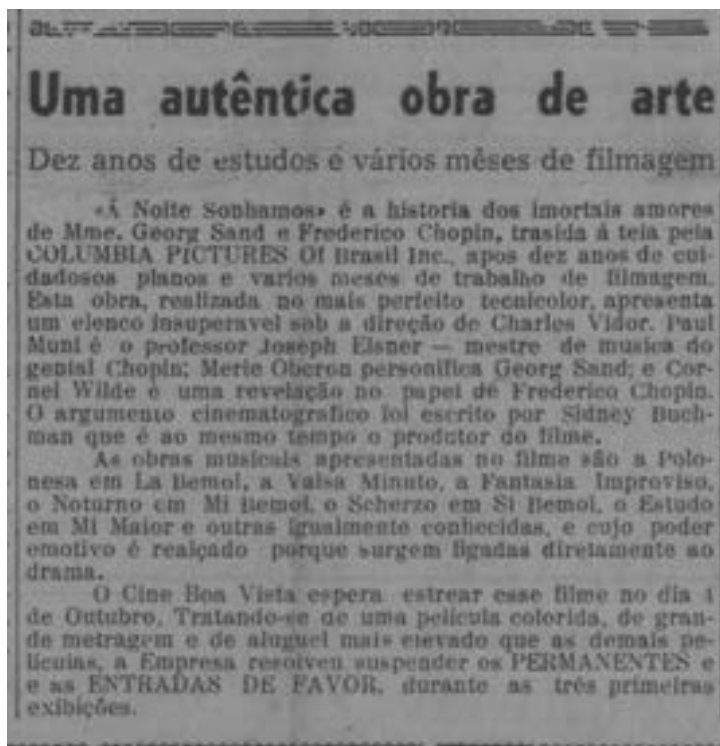 Uma autêntica obra de arte
Dez anos de estudos é vários mêses de filmagem
«Á Noite Sonhamos» é a historia dos imortais amores
de Mme. Georg Sand e Frederico Chopin, trasida á tela pela
COLUMBIA PICTURES Of Brasil Inc., apos dez anos de cui-
dadosos planos e varios meses de trabalho de filmagem.
Esta obra, realizada no mais perfeito tecnicolor, apresenta
um elenco insuperavel sob a direção de Charles Vidor. Paul
Muni é o professor Joseph Elsner — mestre de musica do
genial Chopin; Merle Oberon personifica Georg Sand; e Cor-
nel Wilde é uma revelação no papel de Frederico Chopin.
O argumento cinematografico foi escrito por Sidney Buch-
man que é ao mesmo tempo o produtor do filme.
As obras musicais apresentadas no filme são a Polo-
nesa em La Bemol, a Valsa Minuto, a Fantasia Improviso,
o Noturno em Mi Bemol, o Scherzo em Si Bemol, o Estudo
em Mi Maior e outras igualmente conhecidas, e cujo poder
emotivo é realçado porque surgem ligadas diretamente ao
drama.
O Cine Boa Vista espera estrear esse filme no dia
de Outubro. Tratando-se de uma pelicula colorida, de gran-
de metragem e de aluguel mais elevado que as demais pe-
liculas, a Empresa resolveu suspender os PERMANENTES e
e as ENTRADAS DE FAVOR, durante as três primeiras
exibições.